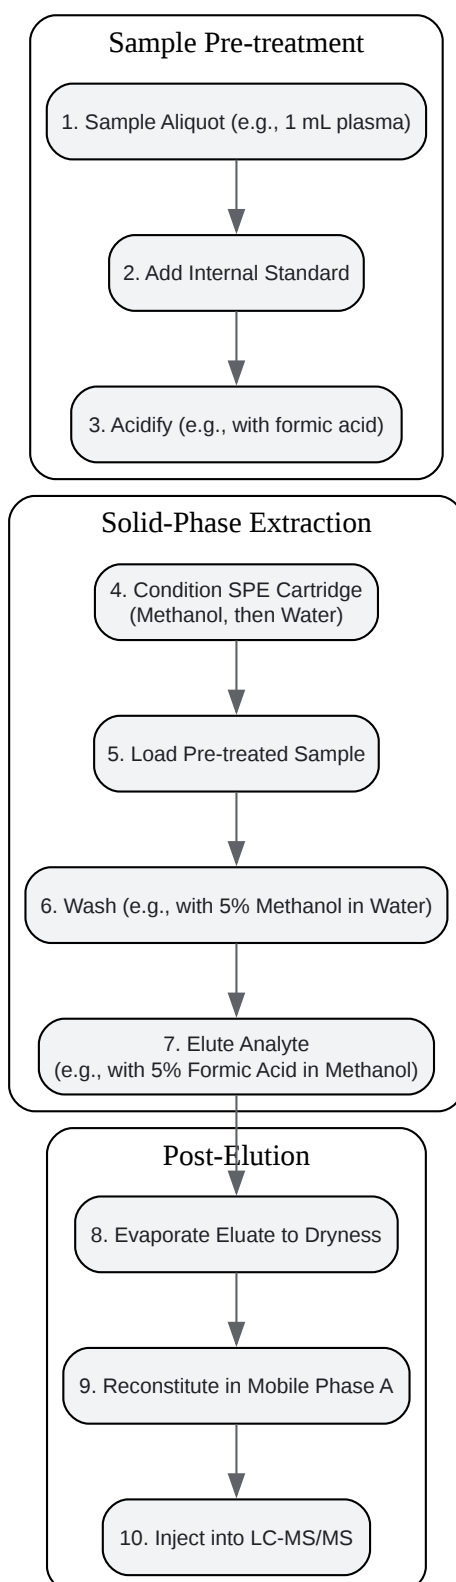 Sample Pre-treatment
1. Sample Aliquot (e.g., 1 mL plasma)
2. Add Internal Standard
3. Acidify (e.g., with formic acid)
Solid-Phase Extraction
4. Condition SPE Cartridge
(Methanol, then Water)
5. Load Pre-treated Sample
6. Wash (e.g., with 5% Methanol in Water)
7. Elute Analyte
(e.g., with 5% Formic Acid in Methanol)
Post-Elution
8. Evaporate Eluate to Dryness
9. Reconstitute in Mobile Phase A
10. Inject into LC-MS/MS